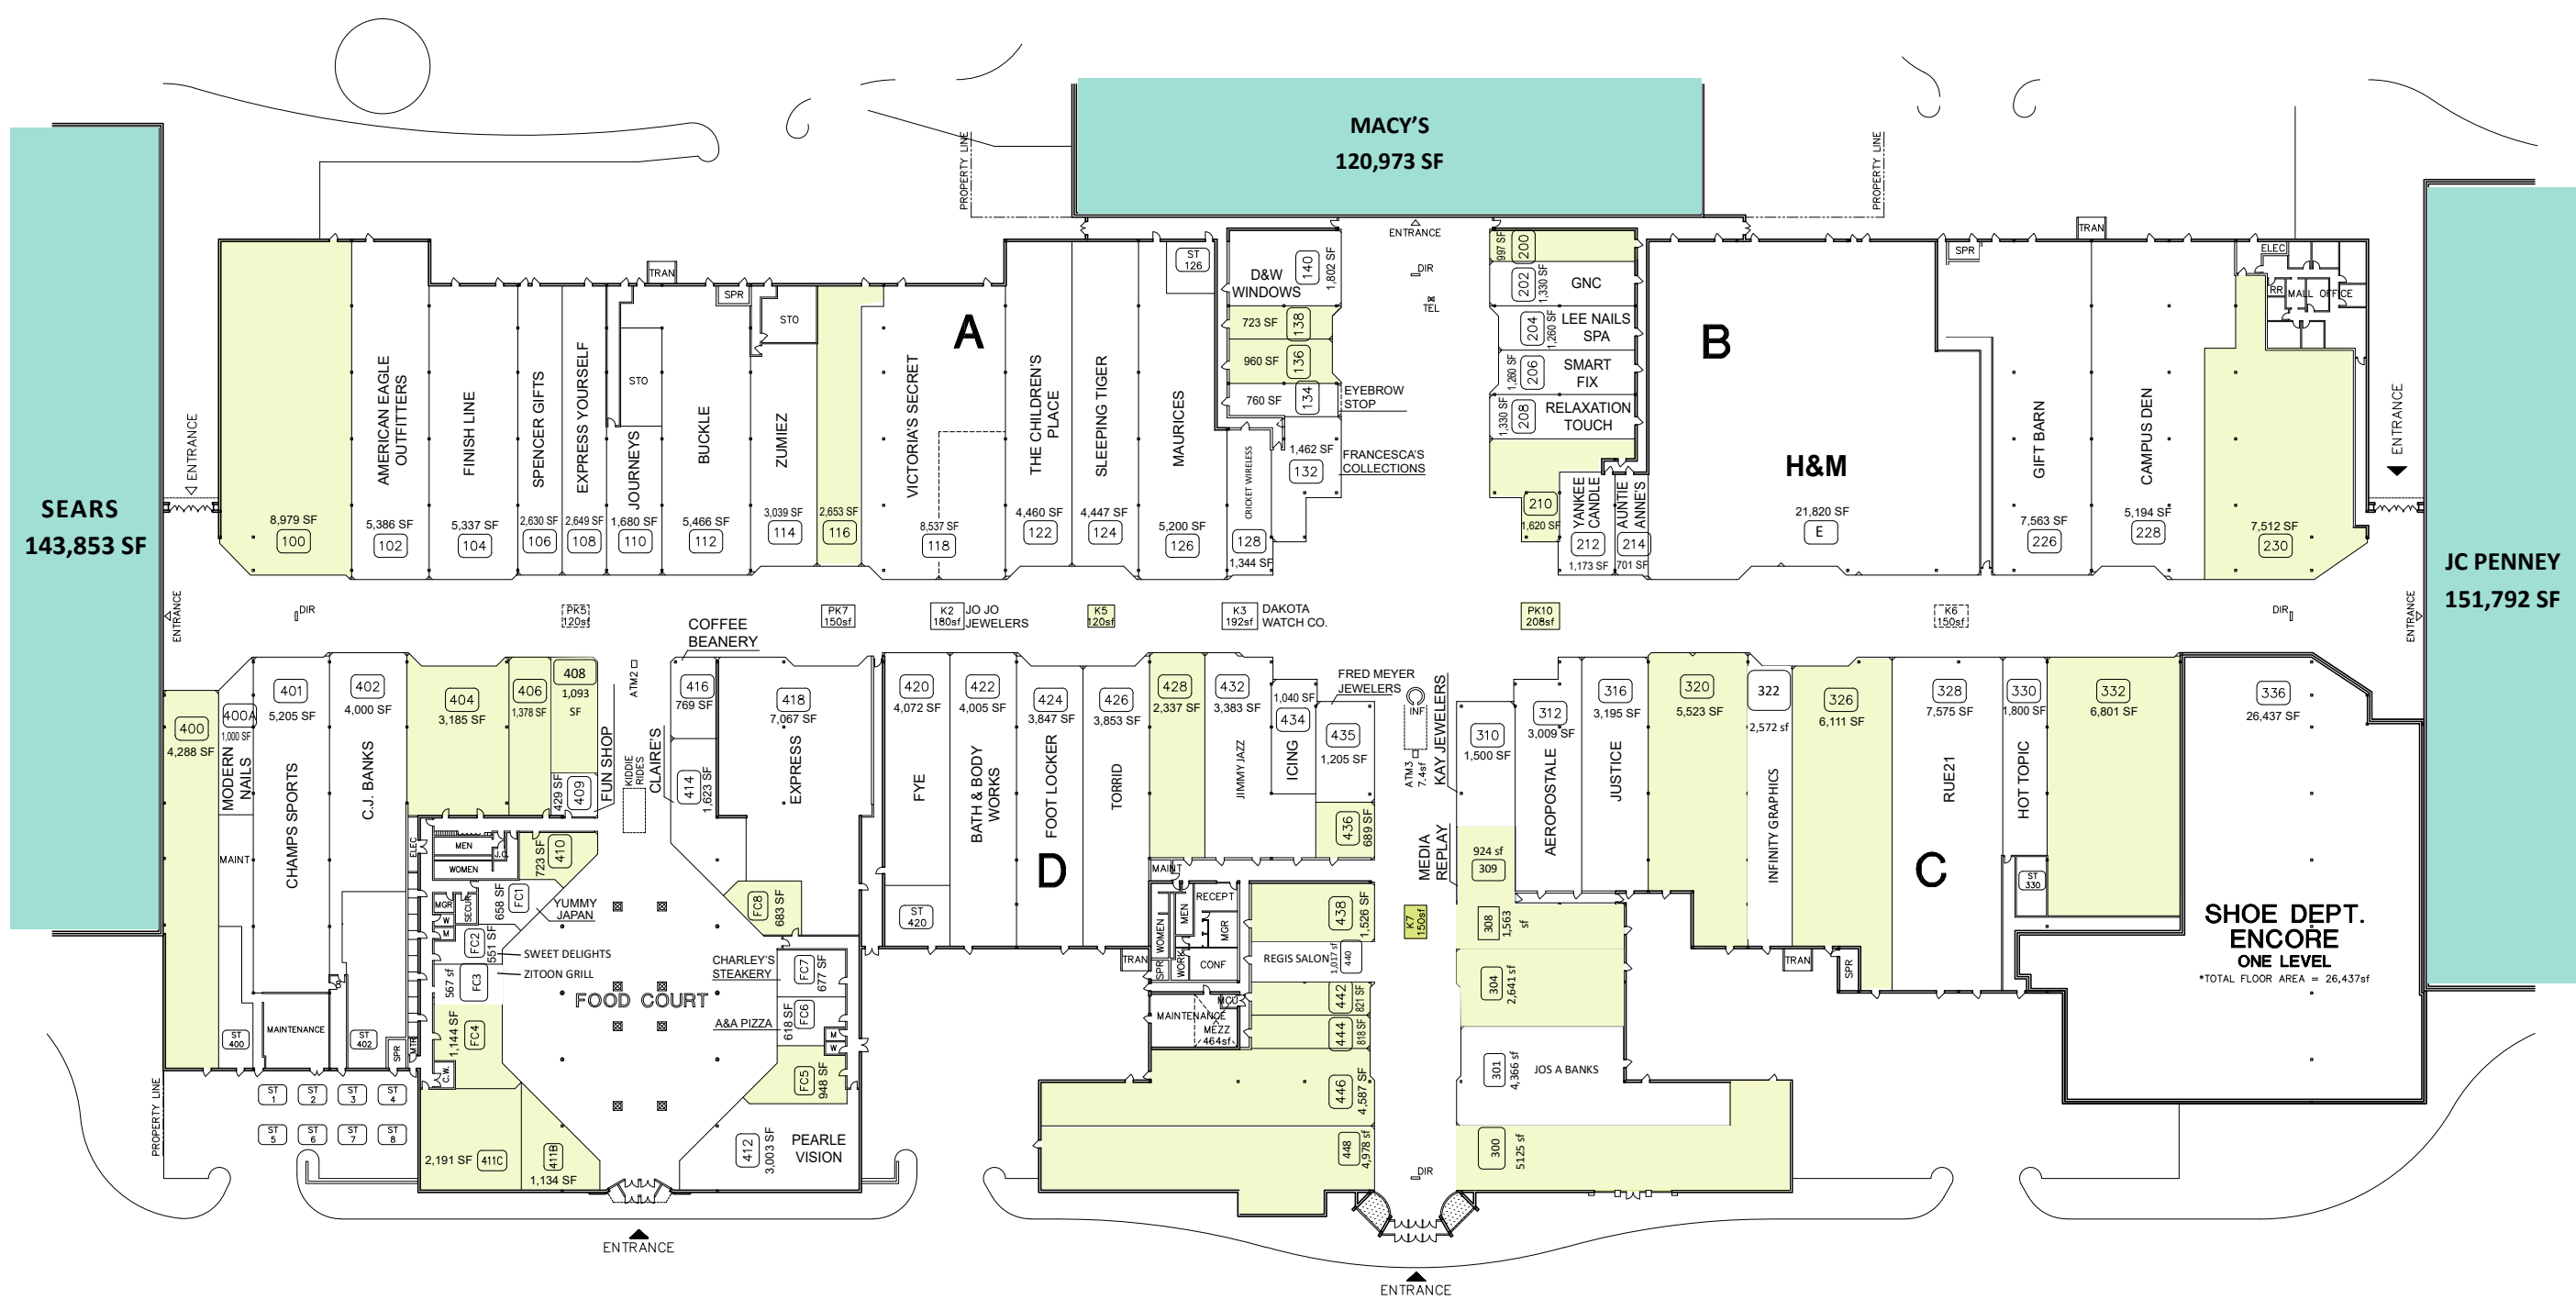 MACY'S
120,973 SF
PROPERTY LINE
PROPERTY LINE
ENTRANCE
DIR
TEL
SEARS
143,853 SF
ENTRANCE
ENTRANCE
JC PENNEY
151,792 SF
ENTRANCE
ENTRANCE
A
B
8,979 SF
100
AMERICAN EAGLE
OUTFITTERS
5,386 SF
102
FINISH LINE
5,337 SF
104
SPENCER GIFTS
2,630 SF
106
EXPRESS YOURSELF
2,649 SF
108
TRAN
STO
JOURNEYS
1,680 SF
110
SPR
BUCKLE
5,466 SF
112
STO
ZUMIEZ
3,039 SF
114
2,653 SF
116
VICTORIA'S SECRET
8,537 SF
118
THE CHILDREN'S
PLACE
4,460 SF
122
SLEEPING TIGER
4,447 SF
124
ST
126
MAURICES
5,200 SF
126
CRICKET WIRELESS
128
1,344 SF
D&W
WINDOWS
140
1,802 SF
723 SF
138
960 SF
136
760 SF
134
EYEBROW
STOP
1,462 SF
132
FRANCESCA'S
COLLECTIONS
997 SF
200
202
1,330 SF
GNC
204
1,260 SF
LEE NAILS
SPA
1,260 SF
206
SMART
FIX
1,330 SF
208
RELAXATION
TOUCH
210
1,620 SF
YANKEE
CANDLE
212
1,173 SF
AUNTIE
ANNE'S
214
701 SF
H&M
21,820 SF
E
SPR
GIFT BARN
7,563 SF
226
TRAN
CAMPUS DEN
5,194 SF
228
7,512 SF
230
ELEC
RR
MALL OFFICE
DIR
PK5
120sf
PK7
150sf
K2
180sf
JO JO
JEWELERS
K5
120sf
K3
192sf
DAKOTA
WATCH CO.
PK10
208sf
K6
150sf
DIR
400
4,288 SF
400A
1,000 SF
MODERN
NAILS
MAINT
ST
400
401
5,205 SF
CHAMPS SPORTS
MAINTENANCE
402
4,000 SF
C.J. BANKS
ST
402
SPR
MTR
ELEC
404
3,185 SF
406
1,378 SF
408
1,093
SF
429 SF
409
FUN SHOP
ATM2
KIDDIE
RIDES
COFFEE
BEANERY
416
769 SF
CLAIRE'S
414
1,623 SF
418
7,067 SF
EXPRESS
MEN
WOMEN
J.C.
723 SF
410
MGR
SECUR
W
M
658 SF
FC1
YUMMY
JAPAN
FC2
551 SF
SWEET DELIGHTS
567 sf
FC3
ZITOON GRILL
1,144 SF
FC4
C.W.
FOOD COURT
FC8
683 SF
CHARLEY'S
STEAKERY
FC7
677 SF
A&A PIZZA
618 SF
FC6
M
W
FC5
948 SF
2,191 SF
411C
411B
1,134 SF
412
3,003 SF
PEARLE
VISION
ST
1
ST
2
ST
3
ST
4
ST
5
ST
6
ST
7
ST
8
PROPERTY LINE
ENTRANCE
420
4,072 SF
FYE
ST
420
422
4,005 SF
BATH & BODY
WORKS
424
3,847 SF
FOOT LOCKER
426
3,853 SF
TORRID
D
428
2,337 SF
432
3,383 SF
JIMMY JAZZ
1,040 SF
434
ICING
FRED MEYER
JEWELERS
435
1,205 SF
436
689 SF
MAINT
RECEPT
MEN
WOMEN
MGR
SPR
WORK
CONF
TRAN
MCU
MAINTENANCE
MEZZ
464sf
438
1,526 SF
REGIS SALON
1,017 sf
440
442
821 SF
444
818 SF
446
4,587 SF
448
4,978 sf
INF
ATM3
7.4sf
KAY JEWELERS
MEDIA
REPLAY
K7
150sf
DIR
ENTRANCE
310
1,500 SF
924 sf
309
308
1,563
sf
304
2,641 sf
301
4,366 sf
JOS A BANKS
300
5125 sf
312
3,009 SF
AEROPOSTALE
316
3,195 SF
JUSTICE
320
5,523 SF
322
2,572 sf
INFINITY GRAPHICS
326
6,111 SF
TRAN
SPR
328
7,575 SF
RUE21
C
330
1,800 SF
HOT TOPIC
ST
330
332
6,801 SF
336
26,437 SF
SHOE DEPT.
ENCORE
ONE LEVEL
*TOTAL FLOOR AREA = 26,437sf